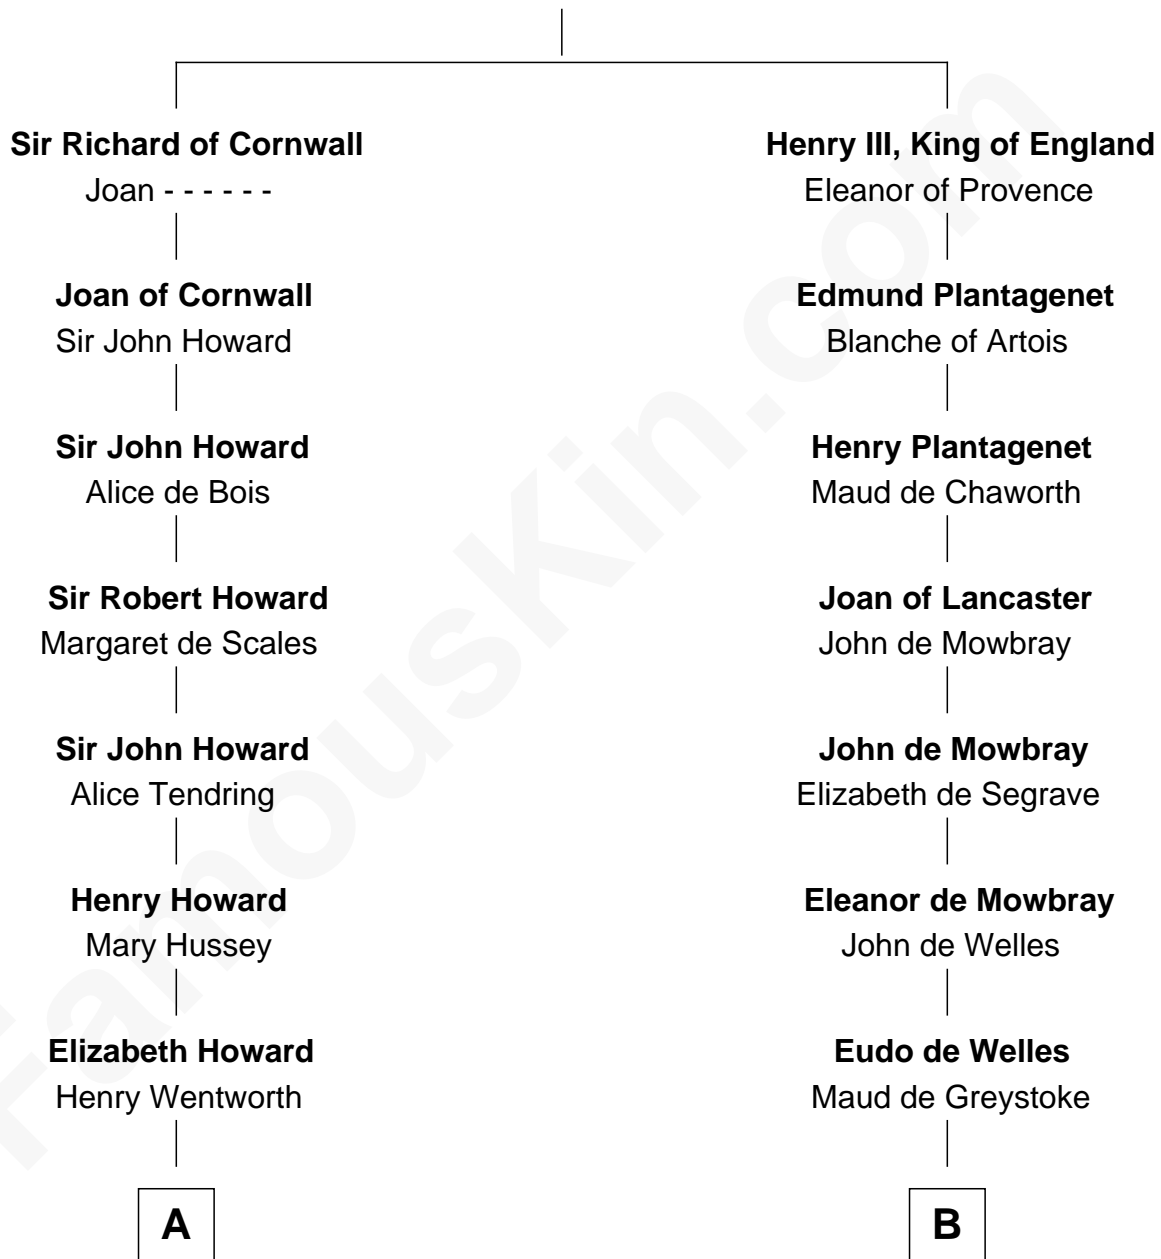 Sir Richard of Cornwall
Joan - - - - - -
Henry III, King of England
Eleanor of Provence
Joan of Cornwall
Sir John Howard
Edmund Plantagenet
Blanche of Artois
Sir John Howard
Alice de Bois
Henry Plantagenet
Maud de Chaworth
Sir Robert Howard
Margaret de Scales
Joan of Lancaster
John de Mowbray
Sir John Howard
Alice Tendring
John de Mowbray
Elizabeth de Segrave
Henry Howard
Mary Hussey
Eleanor de Mowbray
John de Welles
Elizabeth Howard
Henry Wentworth
Eudo de Welles
Maud de Greystoke
A
B
FamousKin.com